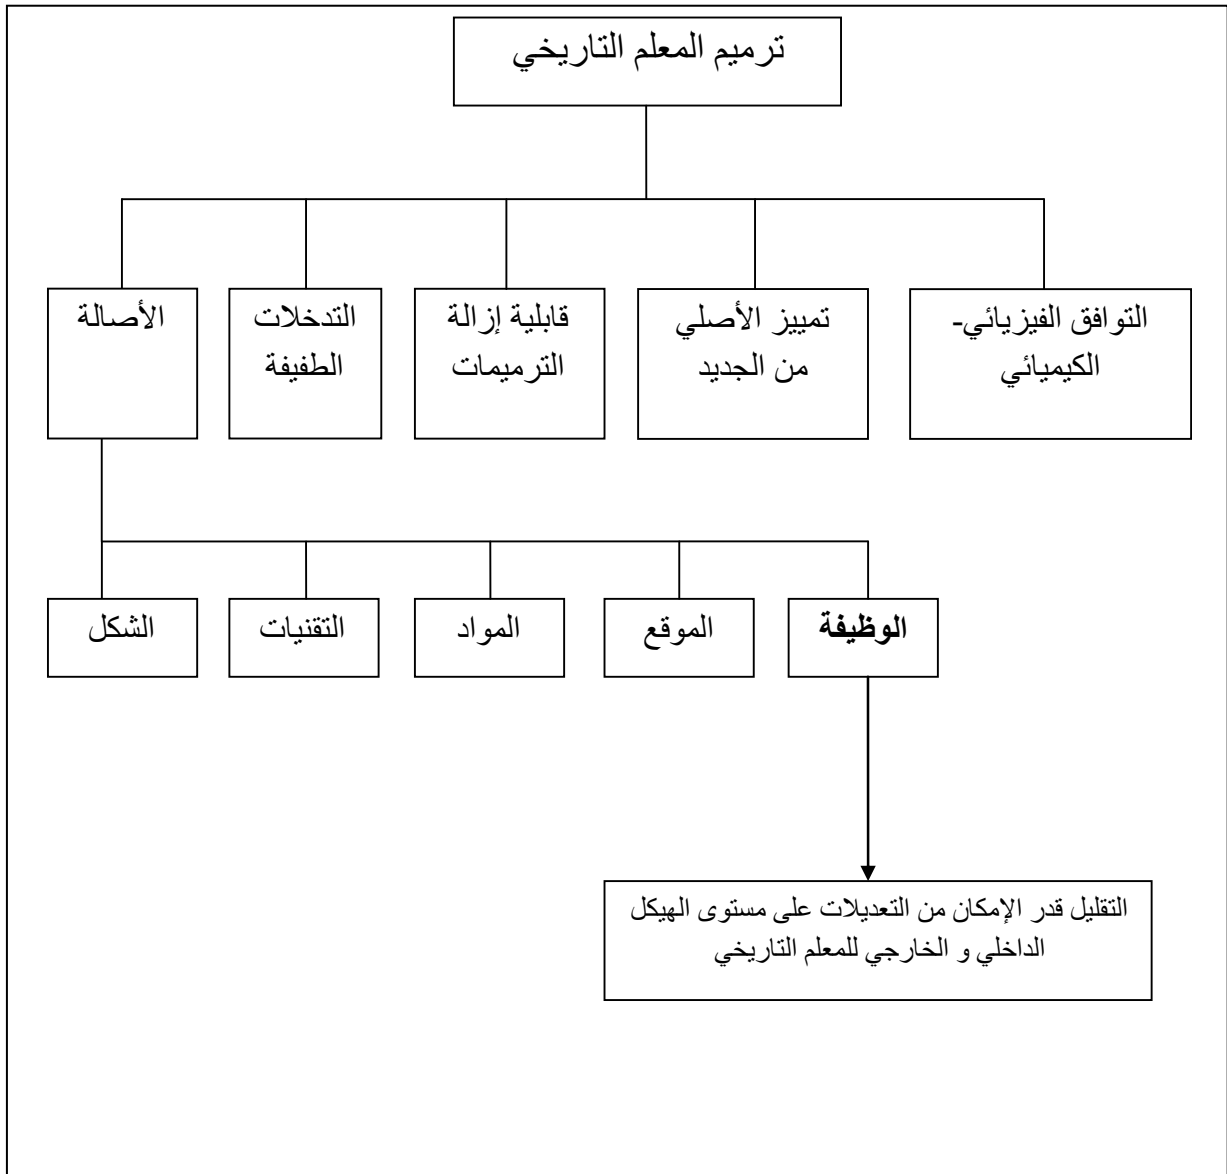 ترميم المعلم التاريخي
التوافق الفيزيائي-
الكيميائي
تمييز الأصلي
من الجديد
قابلية إزالة
الترميمات
التدخلات
الطفيفة
الأصالة
الوظيفة
الموقع
المواد
التقنيات
الشكل
التقليل قدر الإمكان من التعديلات على مستوى الهيكل
الداخلي و الخارجي للمعلم التاريخي